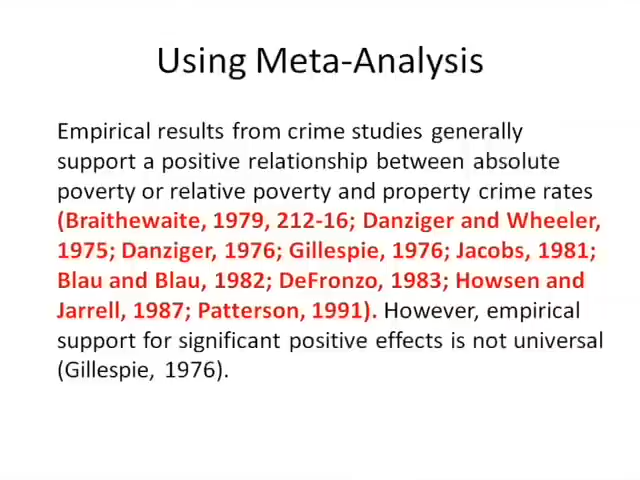 Using Meta-Analysis
Empirical results from crime studies generally
support a positive relationship between absolute
poverty or relative poverty and property crime rates
(Braithewaite, 1979, 212-16; Danziger and Wheeler,
1975; Danziger, 1976; Gillespie, 1976; Jacobs, 1981;
Blau and Blau, 1982; DeFronzo, 1983; Howsen and
Jarrell, 1987; Patterson, 1991). However, empirical
support for significant positive effects is not universal
(Gillespie, 1976).